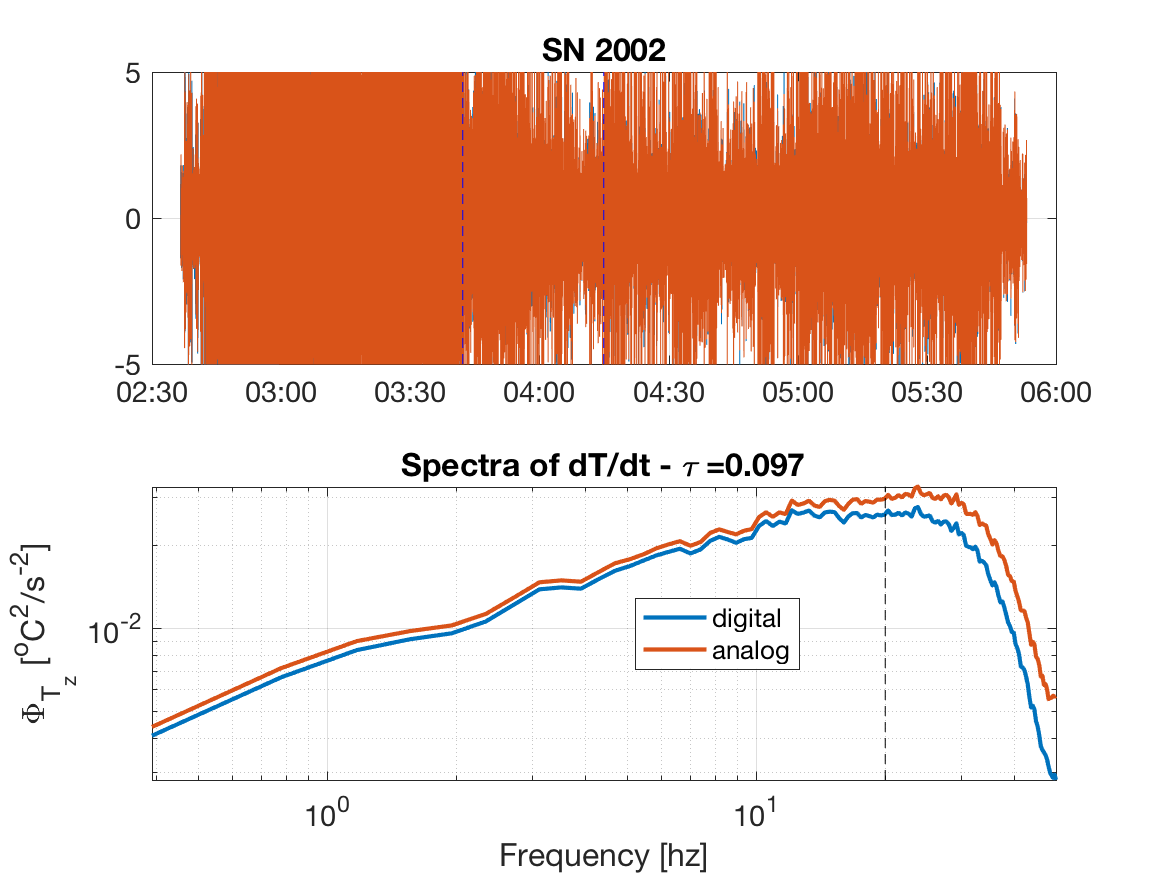 SN 2002
5
0
-5
02:30 03:00 03:30 04:00 04:30 05:00 05:30 06:00
Spectra of dT/dt - τ =0.097
Φ_T_z [°C²/s⁻²]
10⁻²
digital
analog
10⁰ 10¹
Frequency [hz]